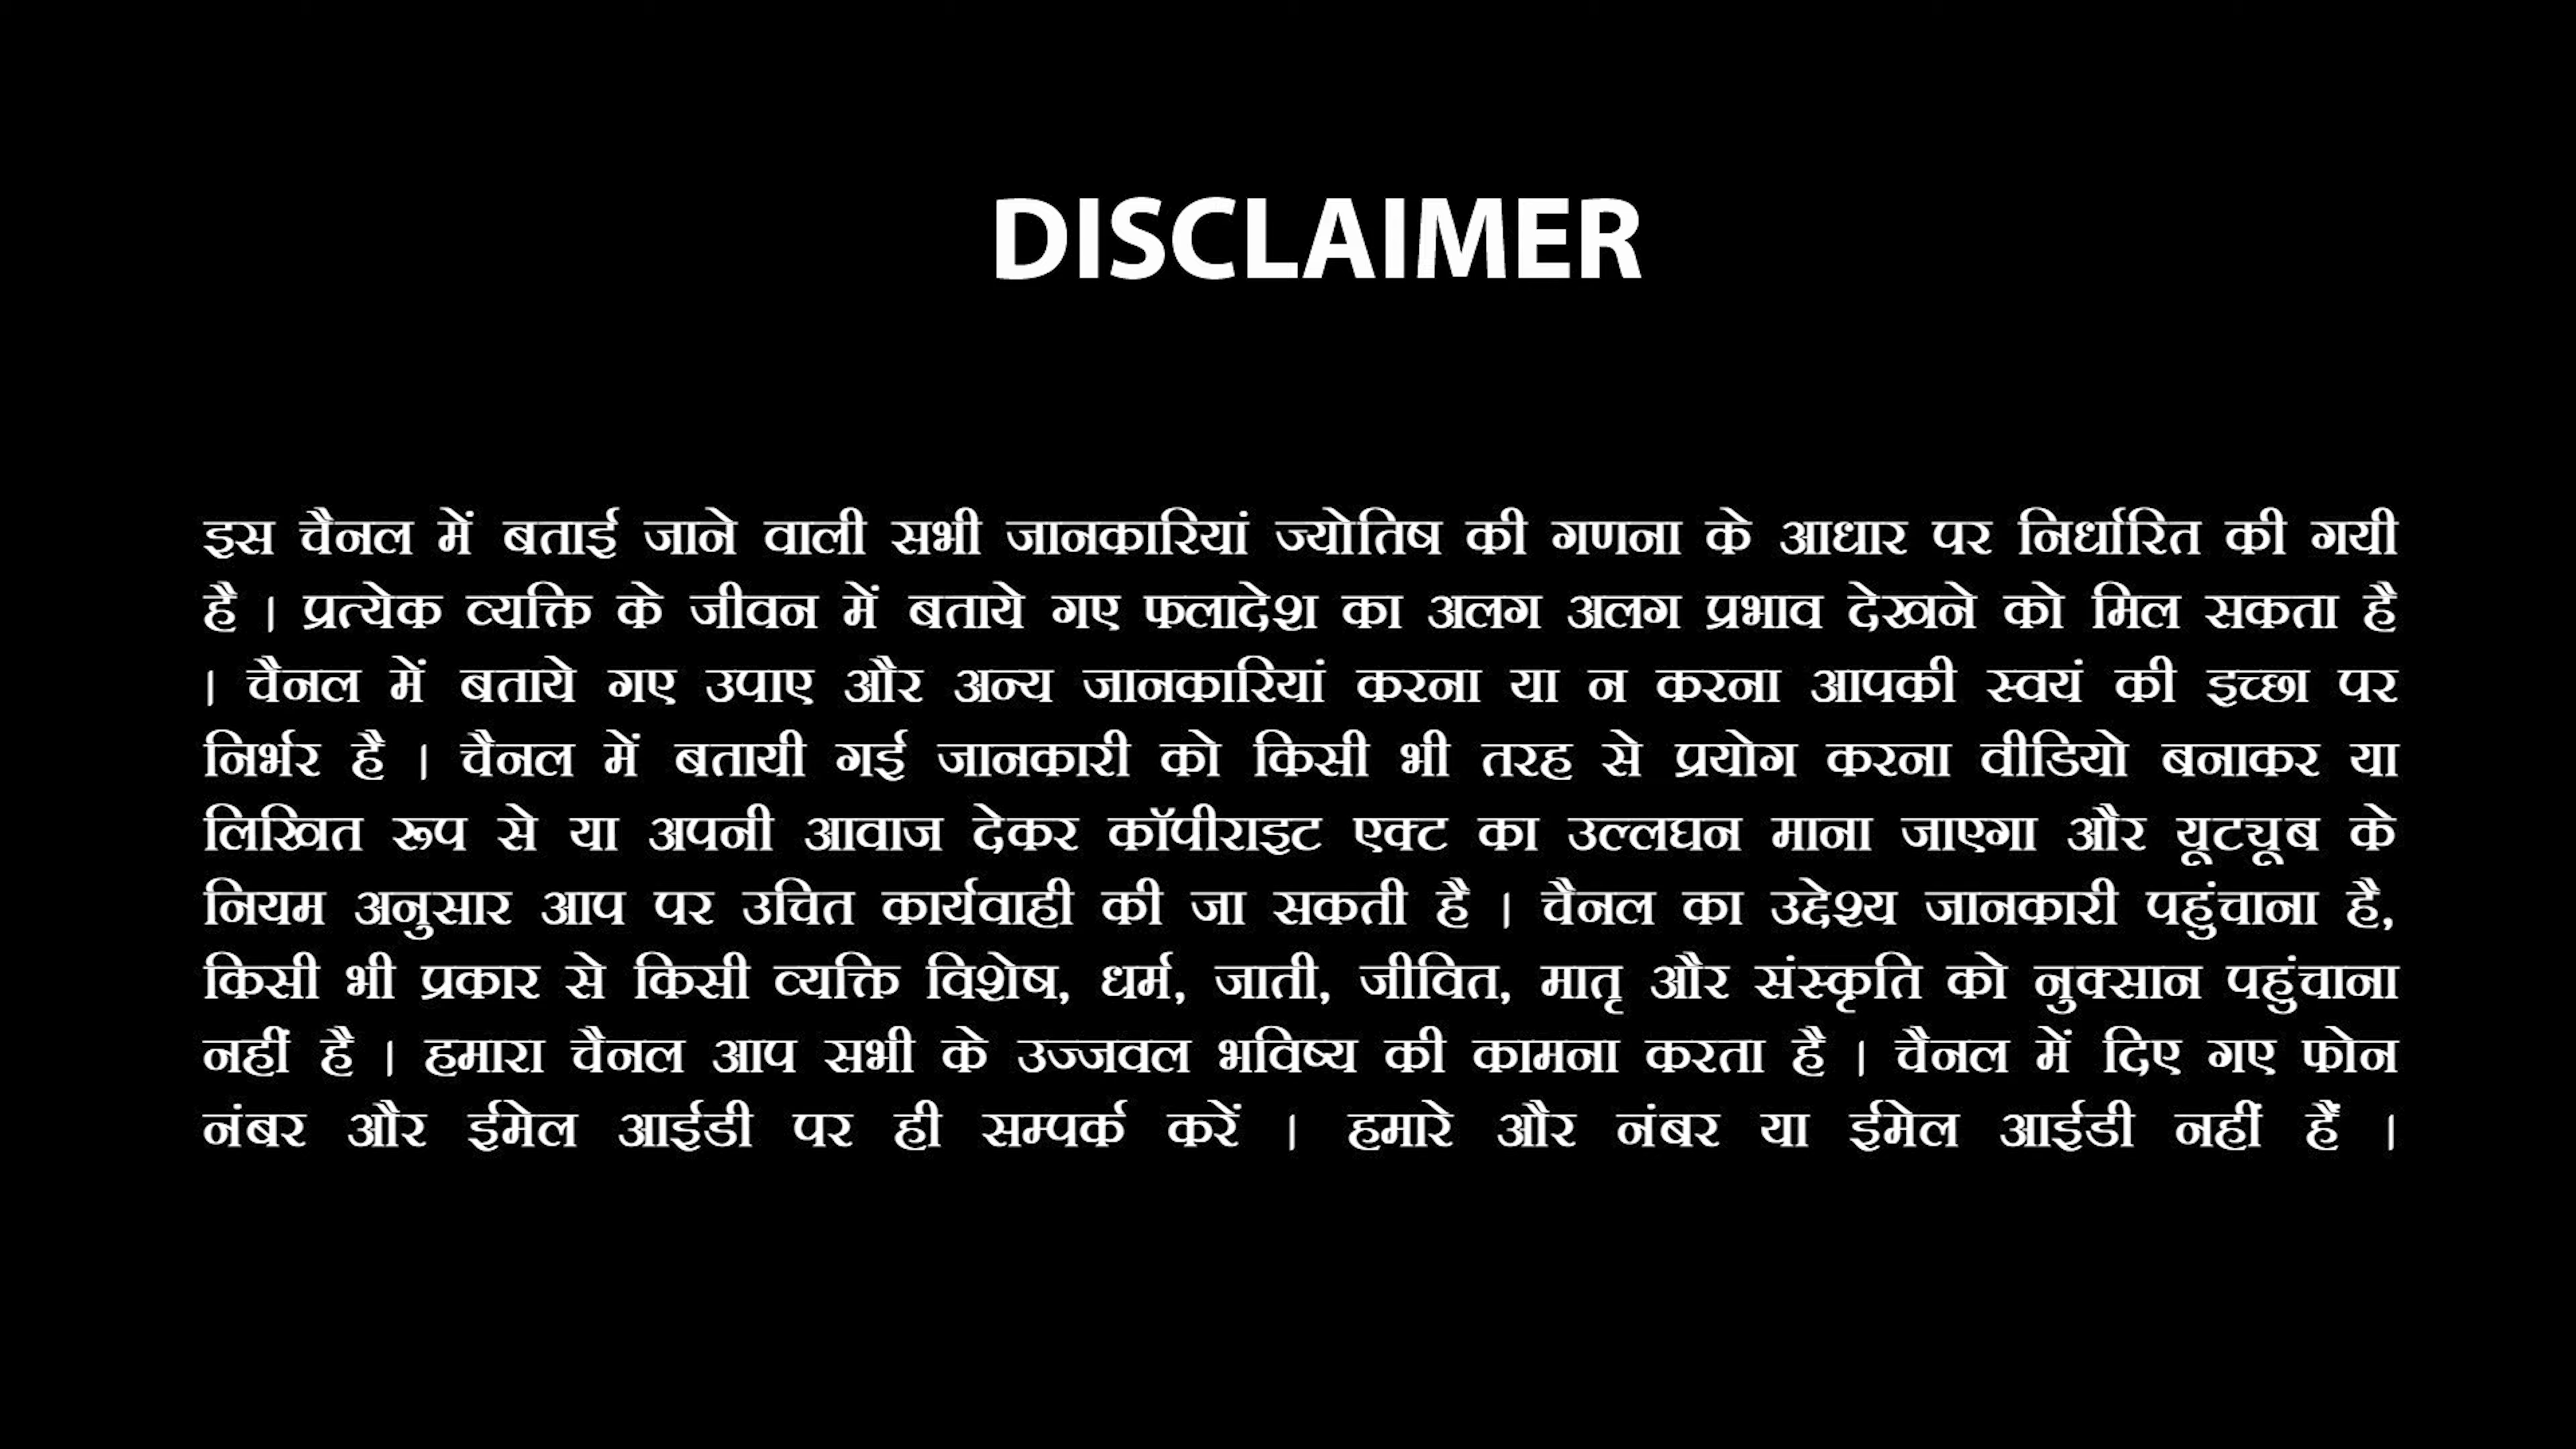 DISCLAIMER
इस चैनल में बताई जाने वाली सभी जानकारियां ज्योतिष की गणना के आधार पर निर्धारित की गयी
है । प्रत्येक व्यक्ति के जीवन में बताये गए फलादेश का अलग अलग प्रभाव देखने को मिल सकता है
। चैनल में बताये गए उपाए और अन्य जानकारियां करना या न करना आपकी स्वयं की इच्छा पर
निर्भर है । चैनल में बतायी गई जानकारी को किसी भी तरह से प्रयोग करना वीडियो बनाकर या
लिखित रूप से या अपनी आवाज देकर कॉपीराइट एक्ट का उल्लघन माना जाएगा और यूट्यूब के
नियम अनुसार आप पर उचित कार्यवाही की जा सकती है । चैनल का उद्देश्य जानकारी पहुंचाना है,
किसी भी प्रकार से किसी व्यक्ति विशेष, धर्म, जाती, जीवित, मातृ और संस्कृति को नुक्सान पहुंचाना
नहीं है । हमारा चैनल आप सभी के उज्जवल भविष्य की कामना करता है । चैनल में दिए गए फोन
नंबर और ईमेल आईडी पर ही सम्पर्क करें । हमारे और नंबर या ईमेल आईडी नहीं हैं ।